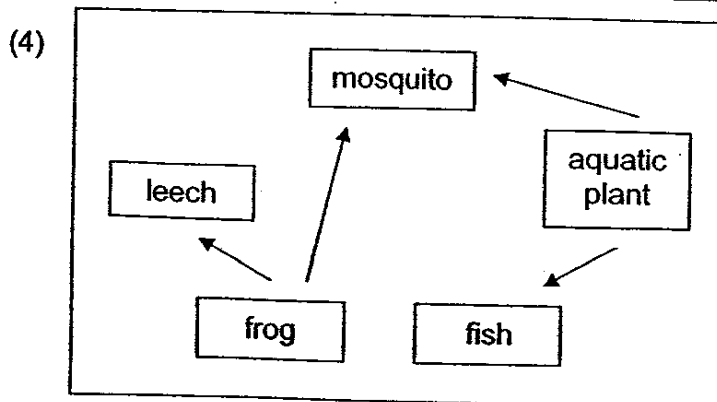 (4)
mosquito
leech
aquatic
plant
frog
fish